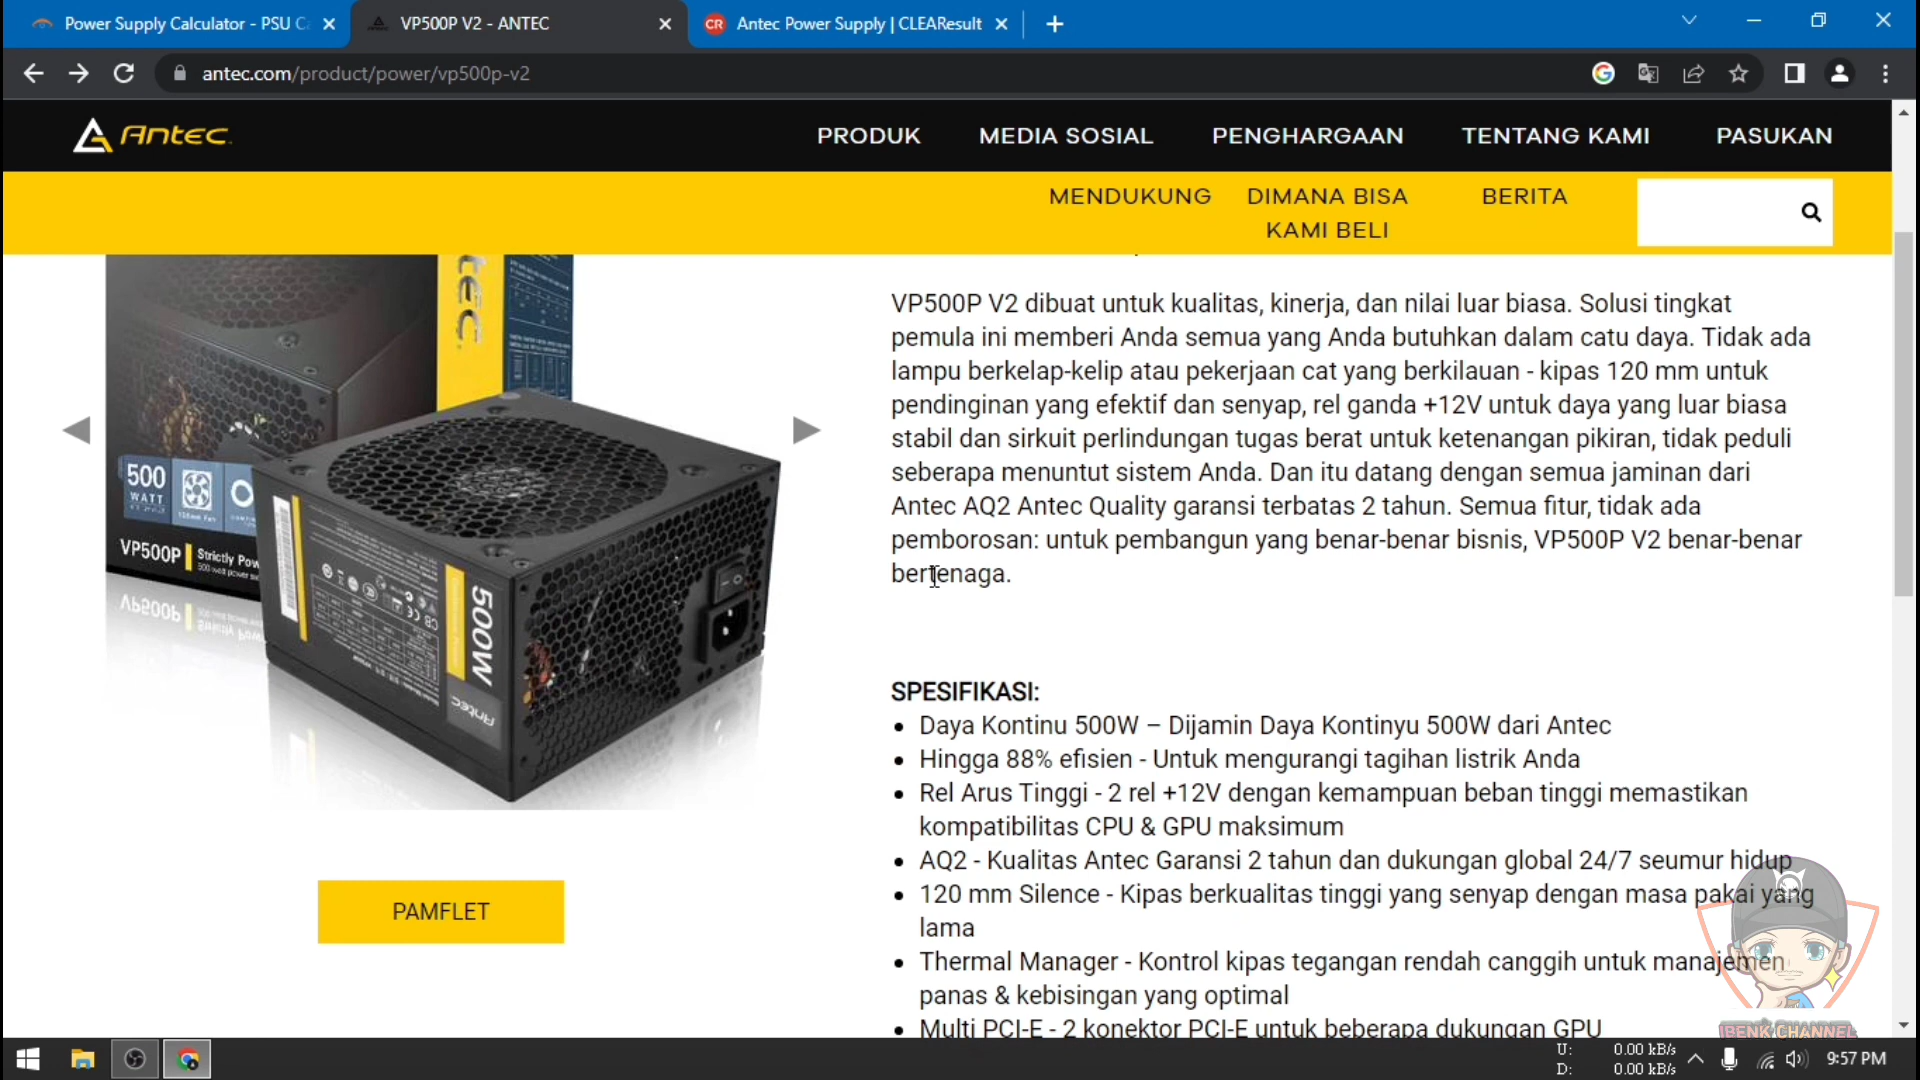 Power Supply Calculator - PSU Ca
VP500P V2 - ANTEC
CR
Antec Power Supply | CLEAResult
antec.com/product/power/vp500p-v2
Antec
PRODUK
MEDIA SOSIAL
PENGHARGAAN
TENTANG KAMI
PASUKAN
MENDUKUNG
DIMANA BISA
KAMI BELI
BERITA
VP500P V2 dibuat untuk kualitas, kinerja, dan nilai luar biasa. Solusi tingkat
pemula ini memberi Anda semua yang Anda butuhkan dalam catu daya. Tidak ada
lampu berkelap-kelip atau pekerjaan cat yang berkilauan - kipas 120 mm untuk
pendinginan yang efektif dan senyap, rel ganda +12V untuk daya yang luar biasa
stabil dan sirkuit perlindungan tugas berat untuk ketenangan pikiran, tidak peduli
seberapa menuntut sistem Anda. Dan itu datang dengan semua jaminan dari
Antec AQ2 Antec Quality garansi terbatas 2 tahun. Semua fitur, tidak ada
pemborosan: untuk pembangun yang benar-benar bisnis, VP500P V2 benar-benar
bertenaga.
tec
500
WATT
120mm Fan
VP500P
Strictly Pow
500 watt power su
500W
Antec
PAMFLET
SPESIFIKASI:
• Daya Kontinu 500W – Dijamin Daya Kontinyu 500W dari Antec
• Hingga 88% efisien - Untuk mengurangi tagihan listrik Anda
• Rel Arus Tinggi - 2 rel +12V dengan kemampuan beban tinggi memastikan
kompatibilitas CPU & GPU maksimum
• AQ2 - Kualitas Antec Garansi 2 tahun dan dukungan global 24/7 seumur hidup
• 120 mm Silence - Kipas berkualitas tinggi yang senyap dengan masa pakai yang
lama
• Thermal Manager - Kontrol kipas tegangan rendah canggih untuk manajemen
panas & kebisingan yang optimal
• Multi PCI-E - 2 konektor PCI-E untuk beberapa dukungan GPU
IBENK CHANNEL
U: 0.00 kB/s
D: 0.00 kB/s
9:57 PM